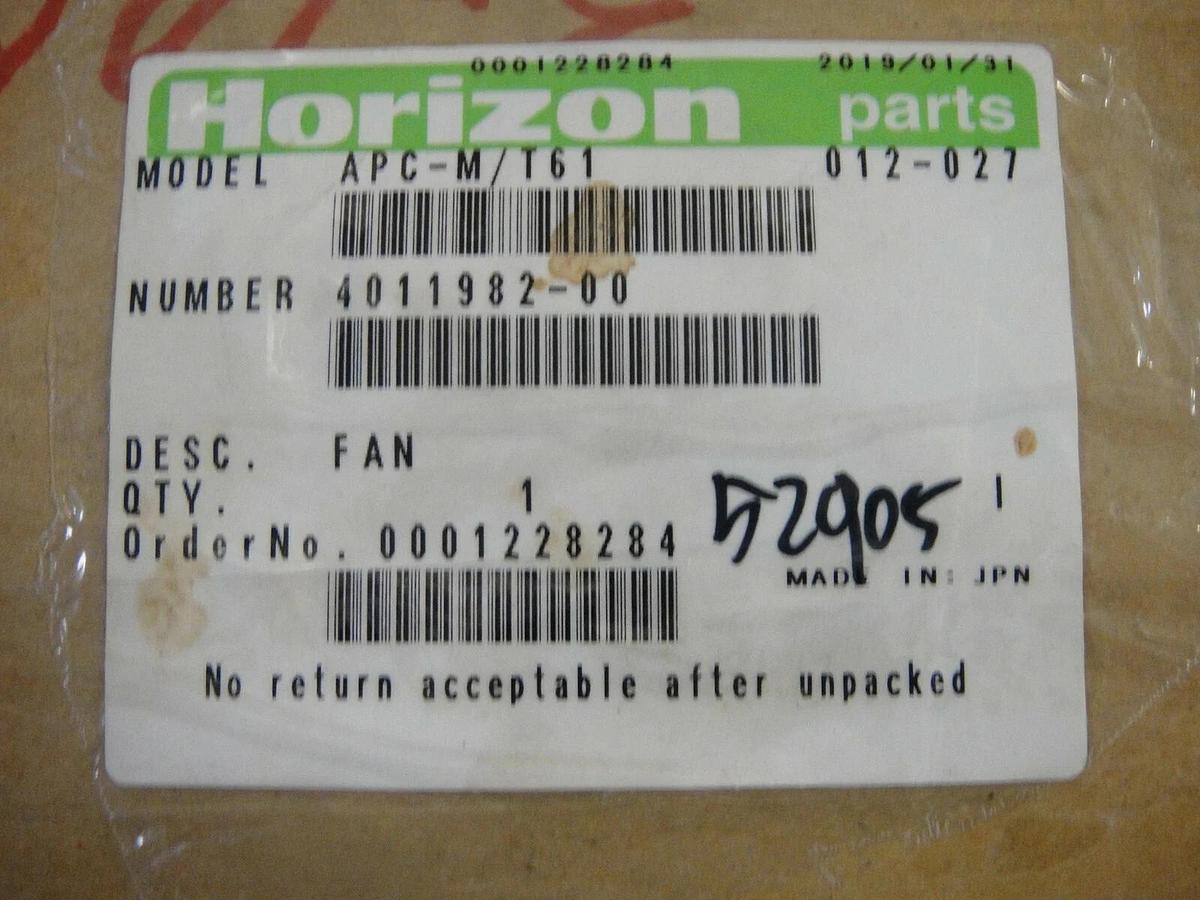 0001228284 2019/01/31
Horizon parts
MODEL APC-M/T61 012-027
NUMBER 4011982-00
DESC. FAN
QTY. 1 1
52905
OrderNo. 0001228284
MADE IN: JPN
No return acceptable after unpacked